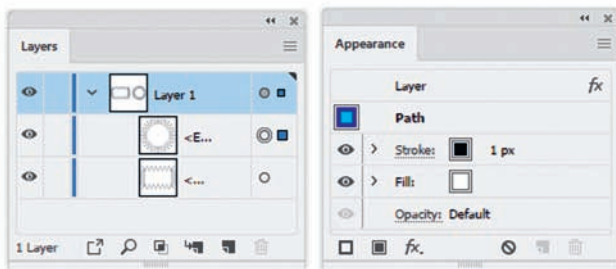 Layers
Layer 1
<E...
<...
1 Layer
Appearance
Layer fx
Path
Stroke: 1 px
Fill:
Opacity: Default
fx.